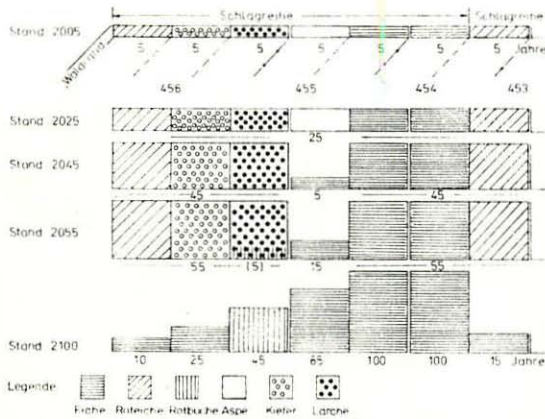 Schlagreihe Schlagreihe
Stand 2005
5 5 5 5 5 5 5 Jahre
Waldrand
456 455 454 453
Stand 2025
25
Stand 2045
45 5 45
Stand 2055
55 (5) 15 55
Stand 2100
10 25 45 65 100 100 15 Jahre
Legende
Eiche Roteiche Rotbuche Aspe Kiefer Lärche